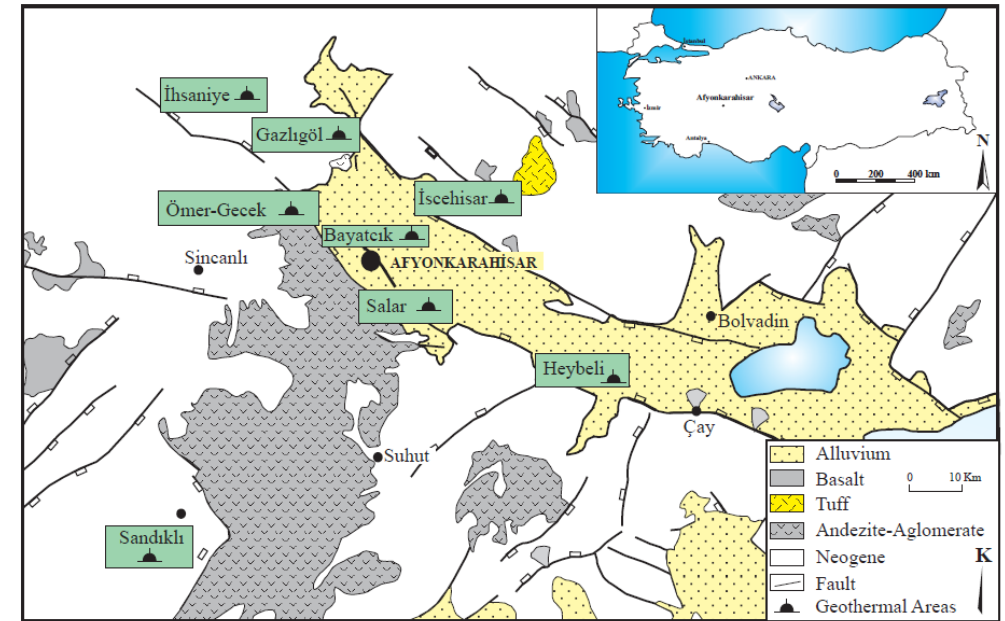 İstanbul
ANKARA
Afyonkarahisar
İzmir
Antalya
N
0 200 400 km
İhsaniye
Gazlıgöl
İscehisar
Ömer-Gecek
Bayatcık
Sincanlı
AFYONKARAHİSAR
Salar
Bolvadin
Heybeli
Çay
Suhut
Sandıklı
Alluvium
Basalt
0 10 Km
Tuff
Andezite-Aglomerate
Neogene
K
Fault
Geothermal Areas